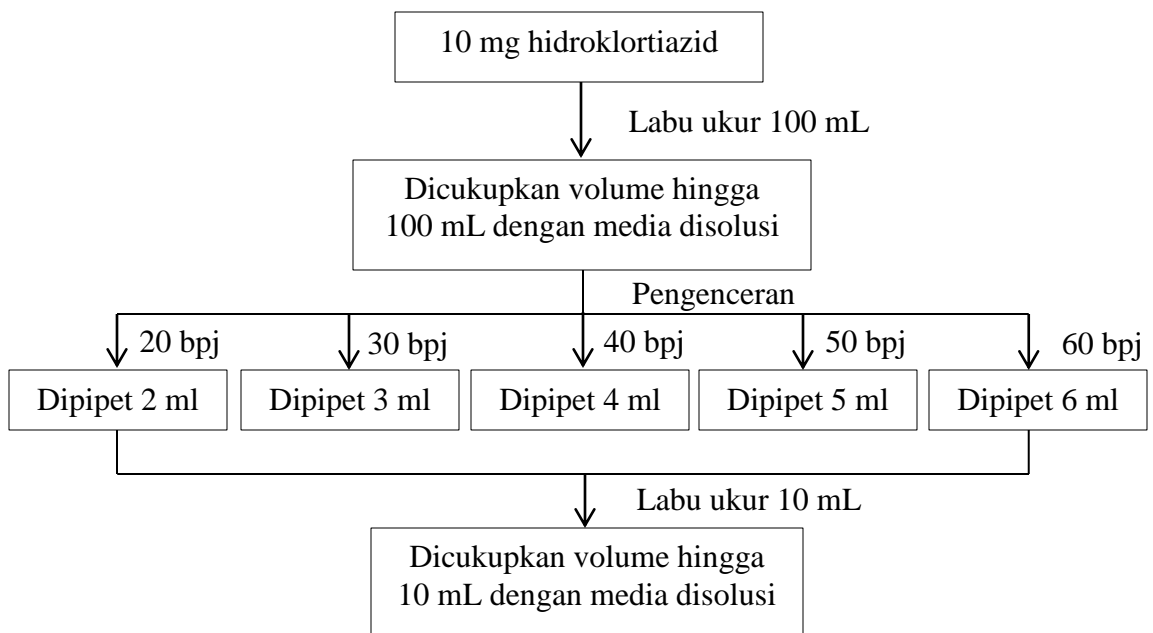 10 mg hidroklortiazid
Labu ukur 100 mL
Dicukupkan volume hingga
100 mL dengan media disolusi
Pengenceran
20 bpj
30 bpj
40 bpj
50 bpj
60 bpj
Dipipet 2 ml
Dipipet 3 ml
Dipipet 4 ml
Dipipet 5 ml
Dipipet 6 ml
Labu ukur 10 mL
Dicukupkan volume hingga
10 mL dengan media disolusi